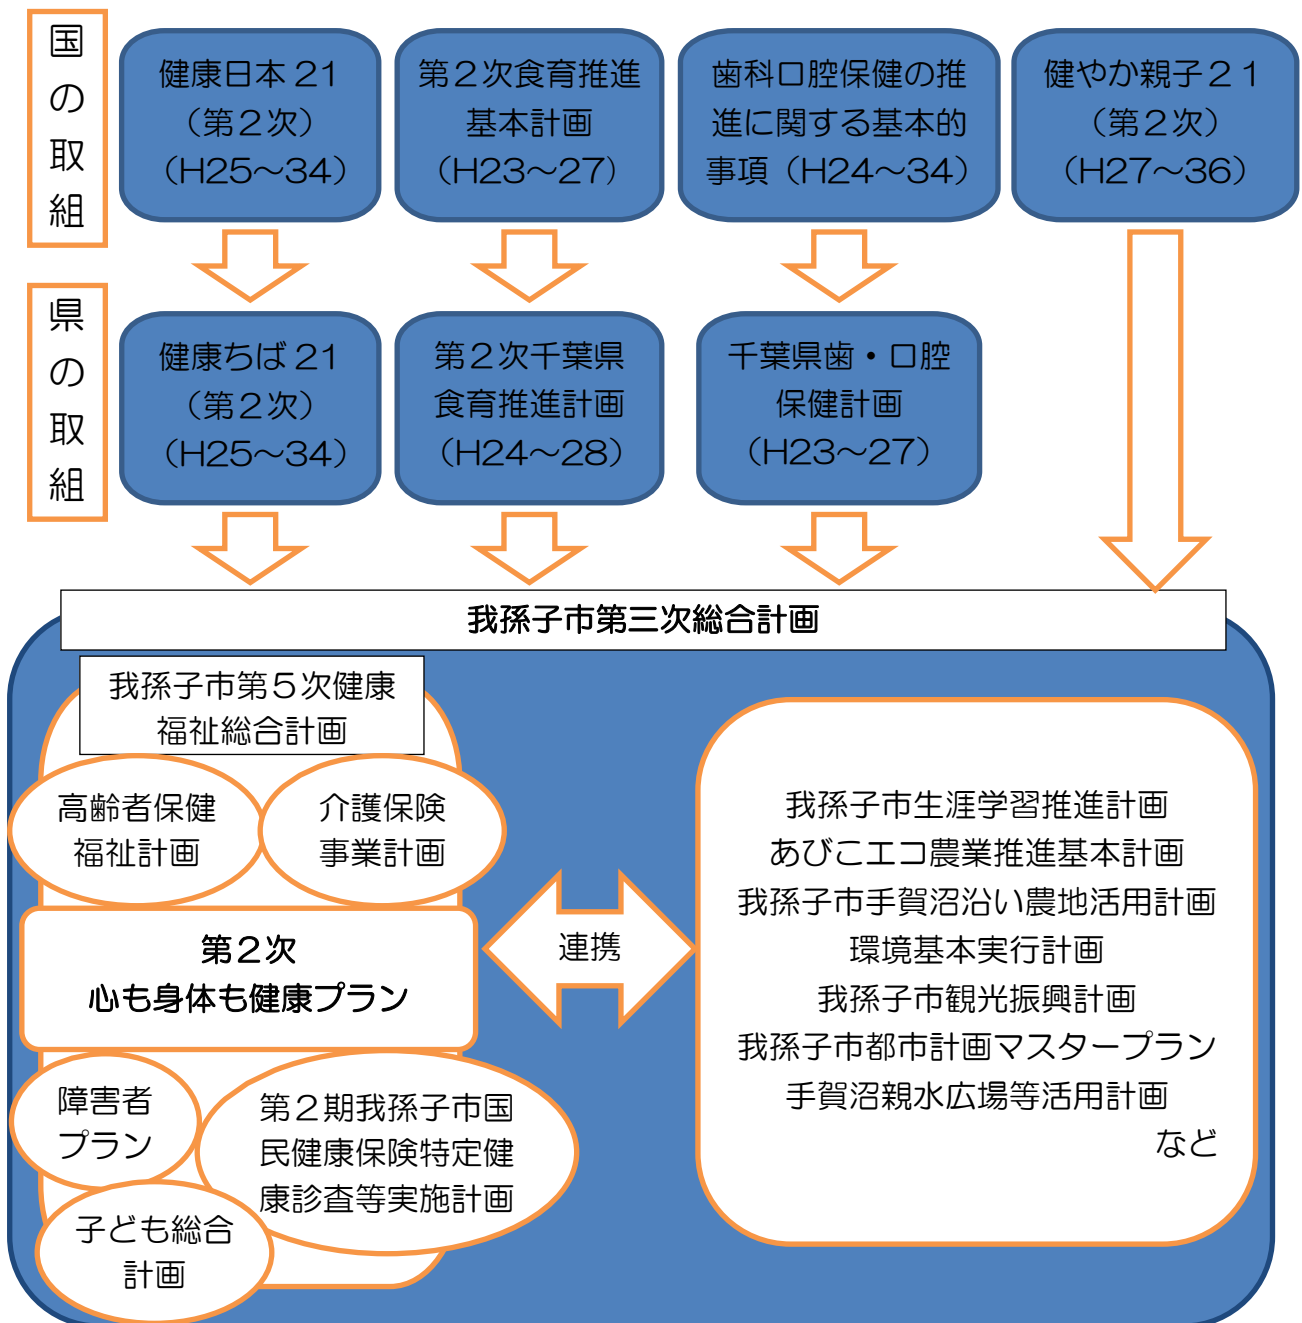 国の取組
健康日本 21
（第２次）
（H25～34）
第２次食育推進
基本計画
（H23～27）
歯科口腔保健の推
進に関する基本的
事項（H24～34）
健やか親子２１
（第２次）
（H27～36）
県の取組
健康ちば 21
（第２次）
（H25～34）
第２次千葉県
食育推進計画
（H24～28）
千葉県歯・口腔
保健計画
（H23～27）
我孫子市第三次総合計画
我孫子市第５次健康
福祉総合計画
高齢者保健
福祉計画
介護保険
事業計画
第２次
心も身体も健康プラン
障害者
プラン
第２期我孫子市国
民健康保険特定健
康診査等実施計画
子ども総合
計画
連携
我孫子市生涯学習推進計画
あびこエコ農業推進基本計画
我孫子市手賀沼沿い農地活用計画
環境基本実行計画
我孫子市観光振興計画
我孫子市都市計画マスタープラン
手賀沼親水広場等活用計画
など